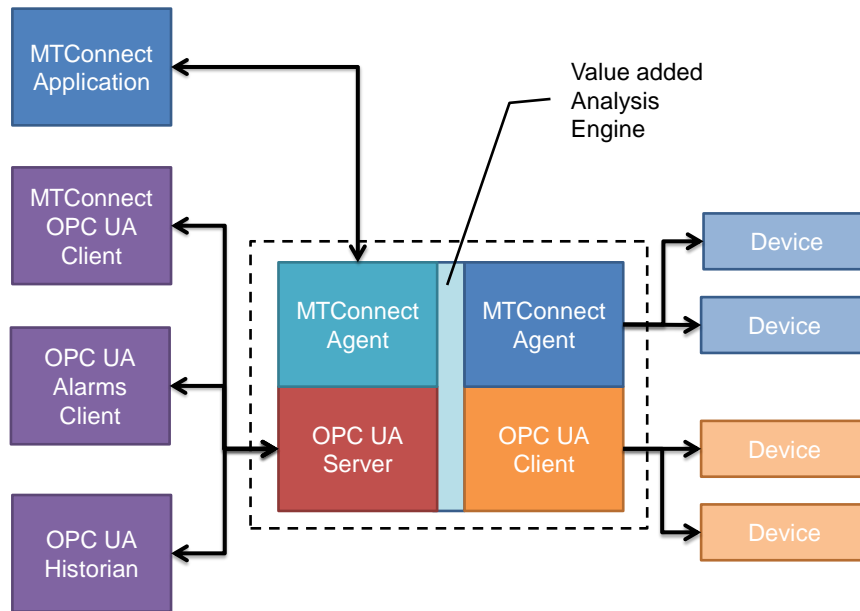 MTConnect
Application
Value added
Analysis
Engine
MTConnect
OPC UA
Client
OPC UA
Alarms
Client
OPC UA
Historian
MTConnect
Agent
MTConnect
Agent
OPC UA
Server
OPC UA
Client
Device
Device
Device
Device